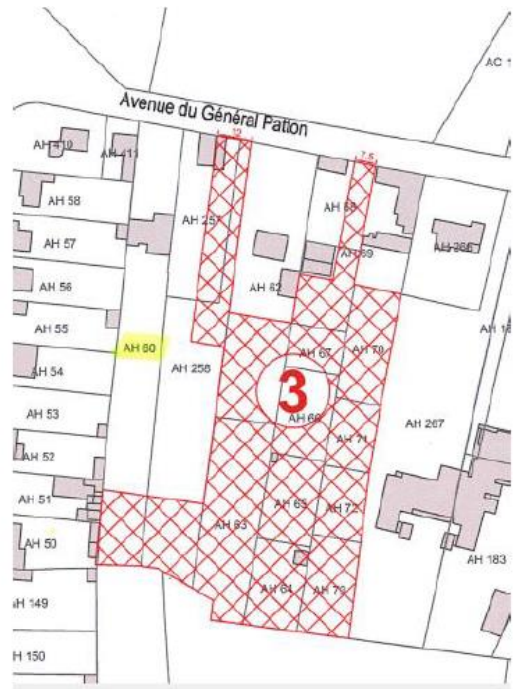 AC 1
Avenue du Général Patton
12
7.5
AH 410
AH 411
AH 58
AH 257
AH 68
AH 57
AH 69
AH 266
AH 56
AH 62
AH 55
AH 60
AH 67
AH 70
AH 18
AH 54
AH 258
3
AH 66
AH 53
AH 71
AH 267
AH 52
AH 51
AH 65
AH 72
AH 63
AH 50
AH 183
AH 64
AH 73
AH 149
H 150